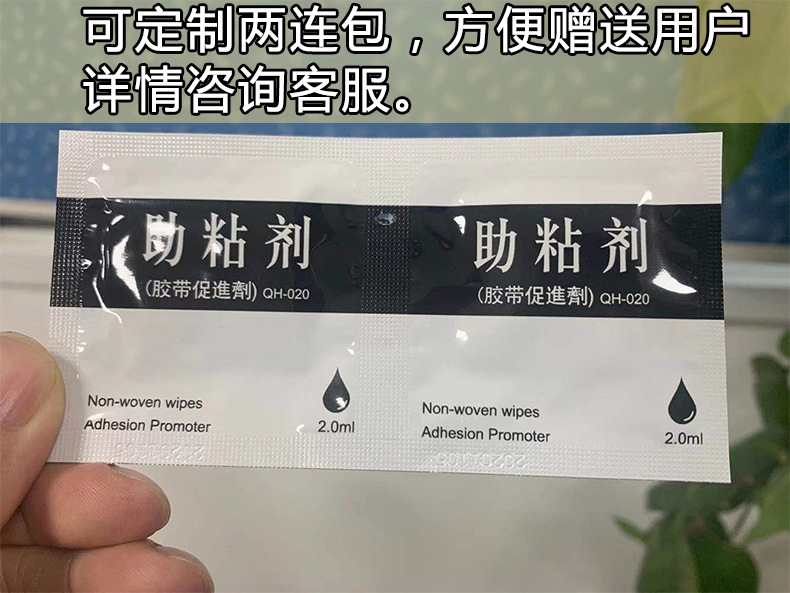 可定制两连包，方便赠送用户
详情咨询客服。
助粘剂
(胶带促進劑) QH-020
Non-woven wipes
Adhesion Promoter
2.0ml
助粘剂
(胶带促進劑) QH-020
Non-woven wipes
Adhesion Promoter
2.0ml